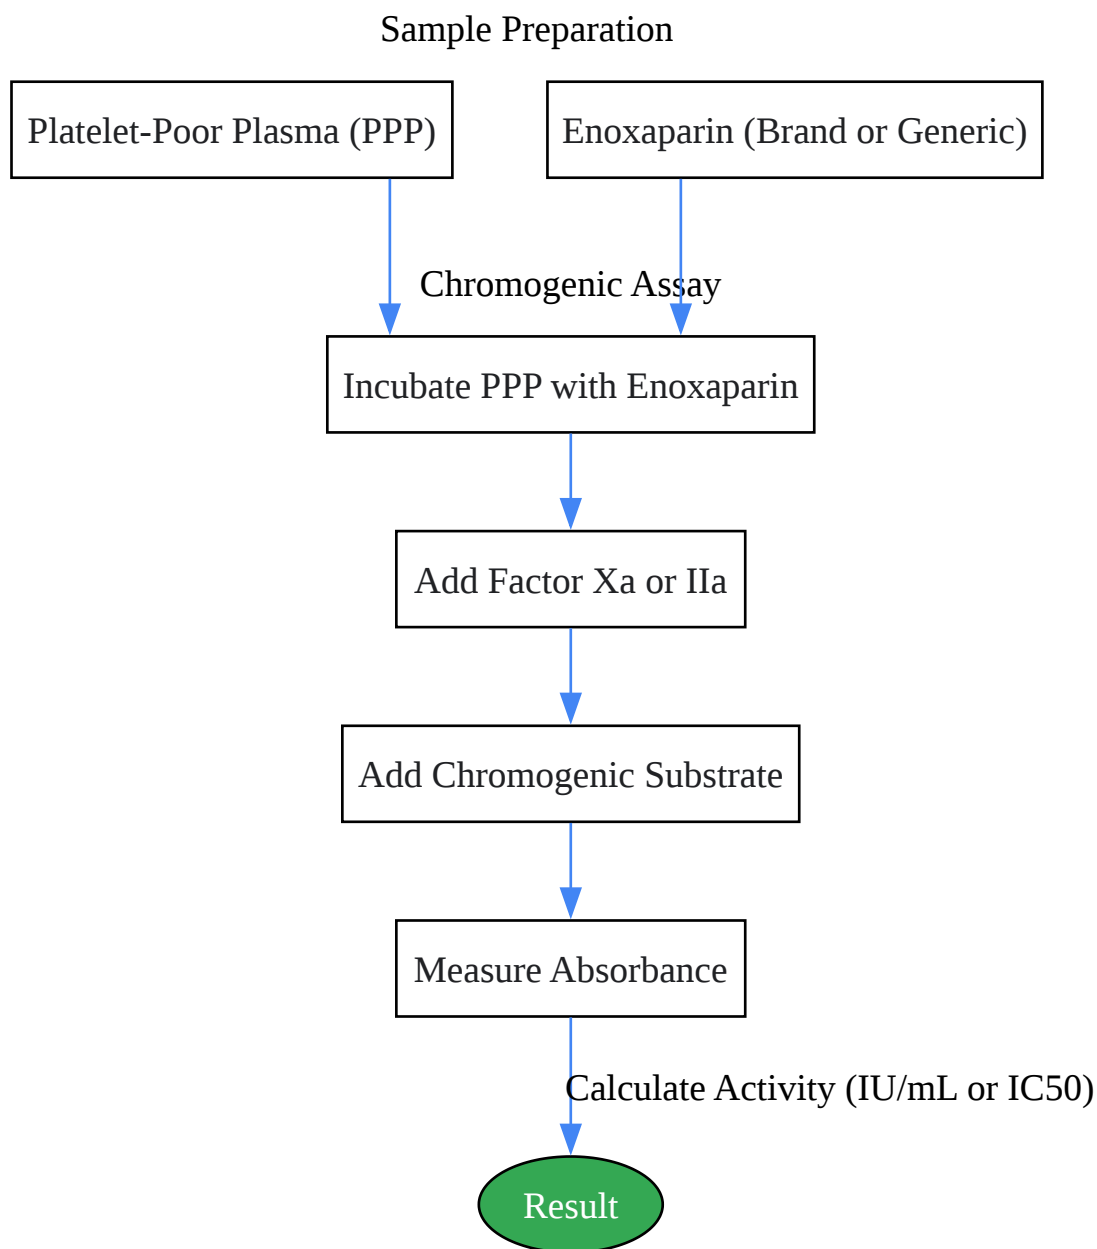 Sample Preparation
Platelet-Poor Plasma (PPP)
Enoxaparin (Brand or Generic)
Chromogenic Assay
Incubate PPP with Enoxaparin
Add Factor Xa or IIa
Add Chromogenic Substrate
Measure Absorbance
Calculate Activity (IU/mL or IC50)
Result